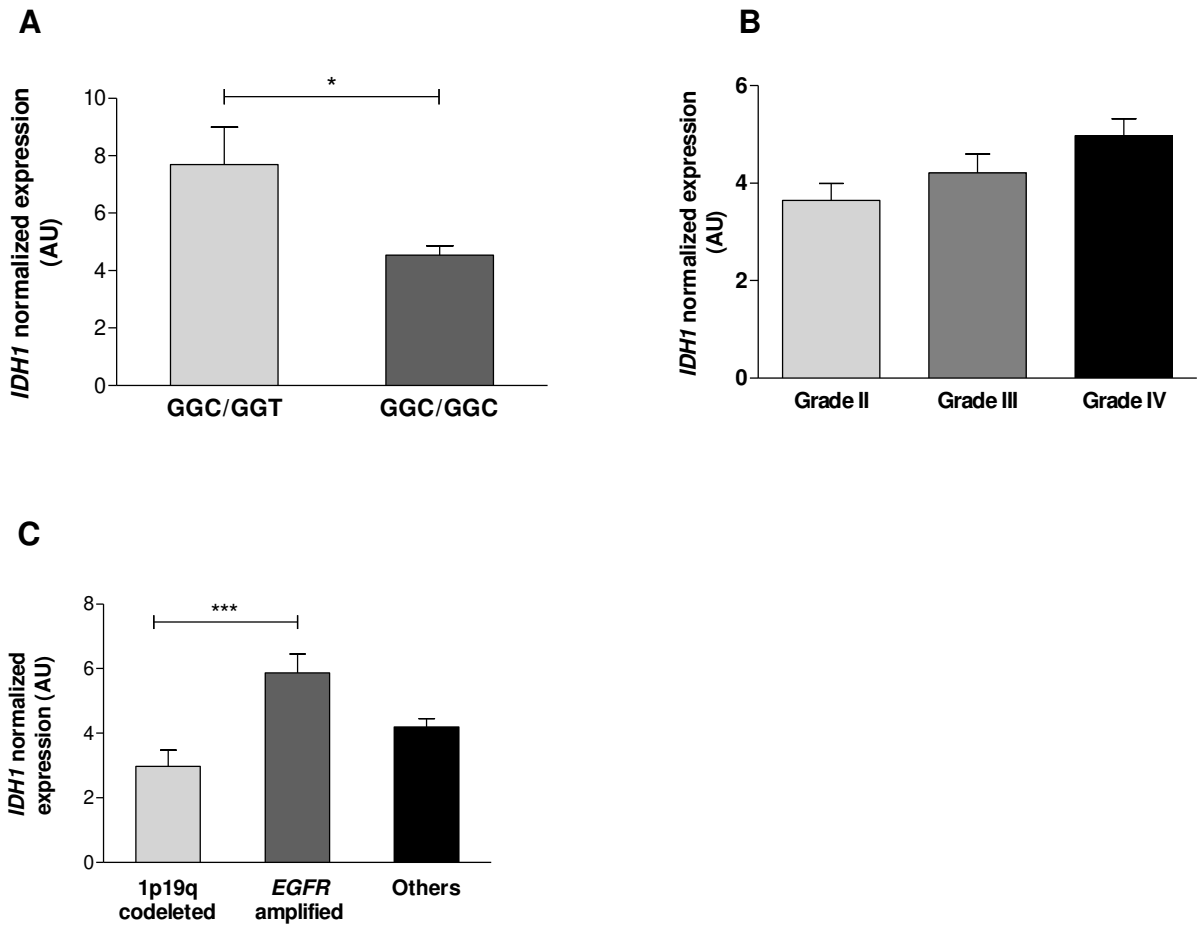 A
IDH1 normalized expression
(AU)
10
8
6
4
2
0
*
GGC/GGT GGC/GGC
B
IDH1 normalized expression
(AU)
6
4
2
0
Grade II Grade III Grade IV
C
IDH1 normalized
expression (AU)
8
6
4
2
0
***
1p19q EGFR Others
codeleted amplified